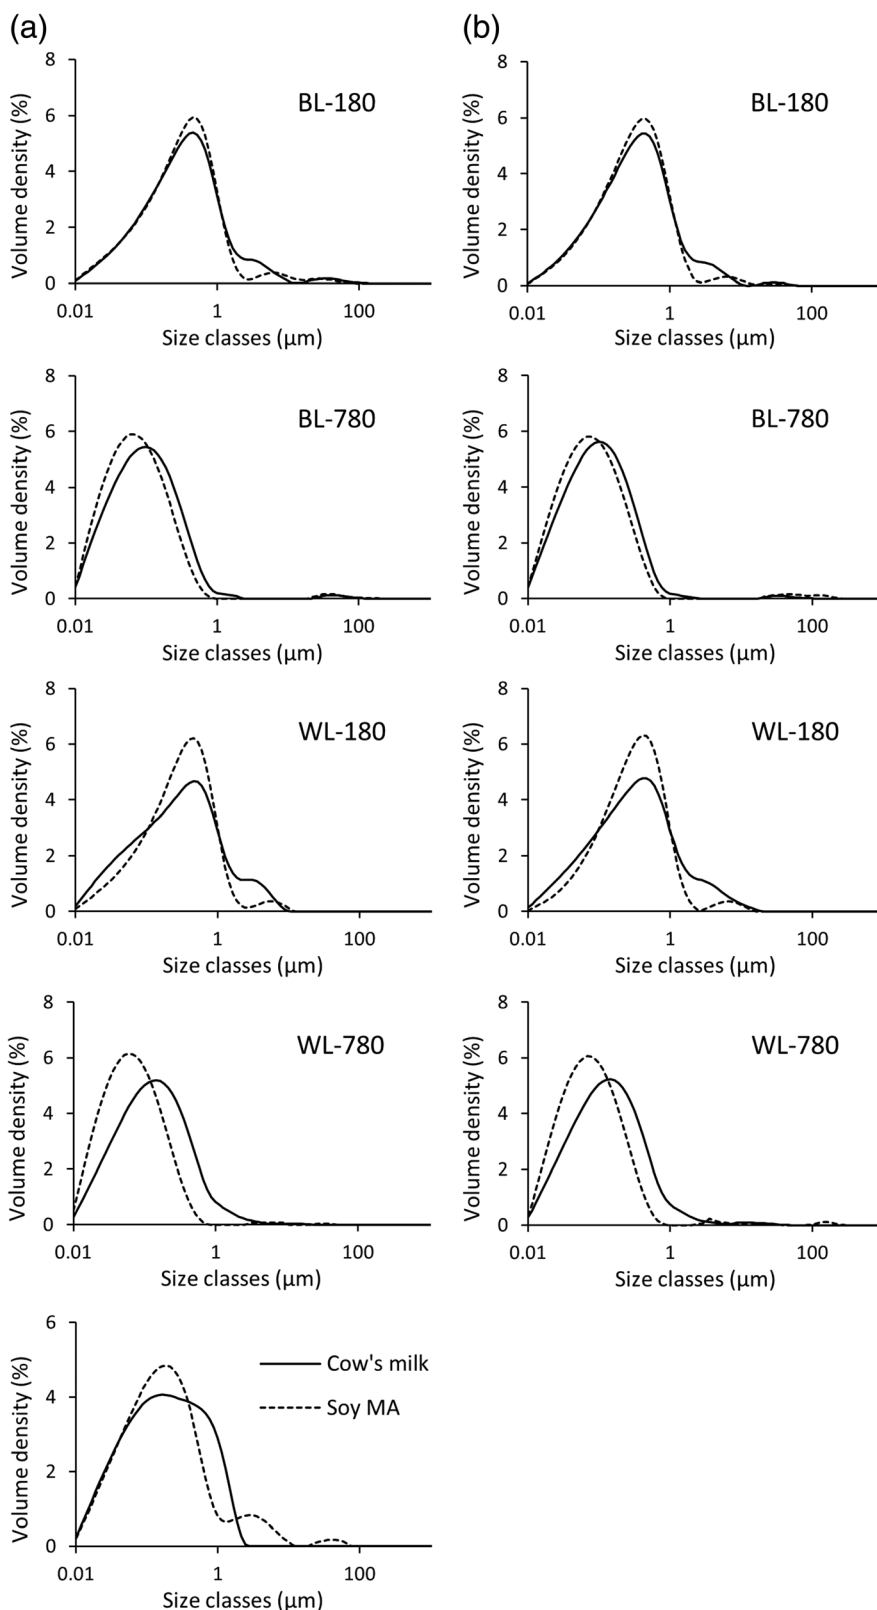 (a)
(b)
8
6
4
2
0
Volume density (%)
BL-180
0.01 1 100
Size classes (μm)
8
6
4
2
0
Volume density (%)
BL-180
0.01 1 100
Size classes (μm)
8
6
4
2
0
Volume density (%)
BL-780
0.01 1 100
Size classes (μm)
8
6
4
2
0
Volume density (%)
BL-780
0.01 1 100
Size classes (μm)
8
6
4
2
0
Volume density (%)
WL-180
0.01 1 100
Size classes (μm)
8
6
4
2
0
Volume density (%)
WL-180
0.01 1 100
Size classes (μm)
8
6
4
2
0
Volume density (%)
WL-780
0.01 1 100
Size classes (μm)
8
6
4
2
0
Volume density (%)
WL-780
0.01 1 100
Size classes (μm)
6
4
2
0
Volume density (%)
Cow's milk
Soy MA
0.01 1 100
Size classes (μm)